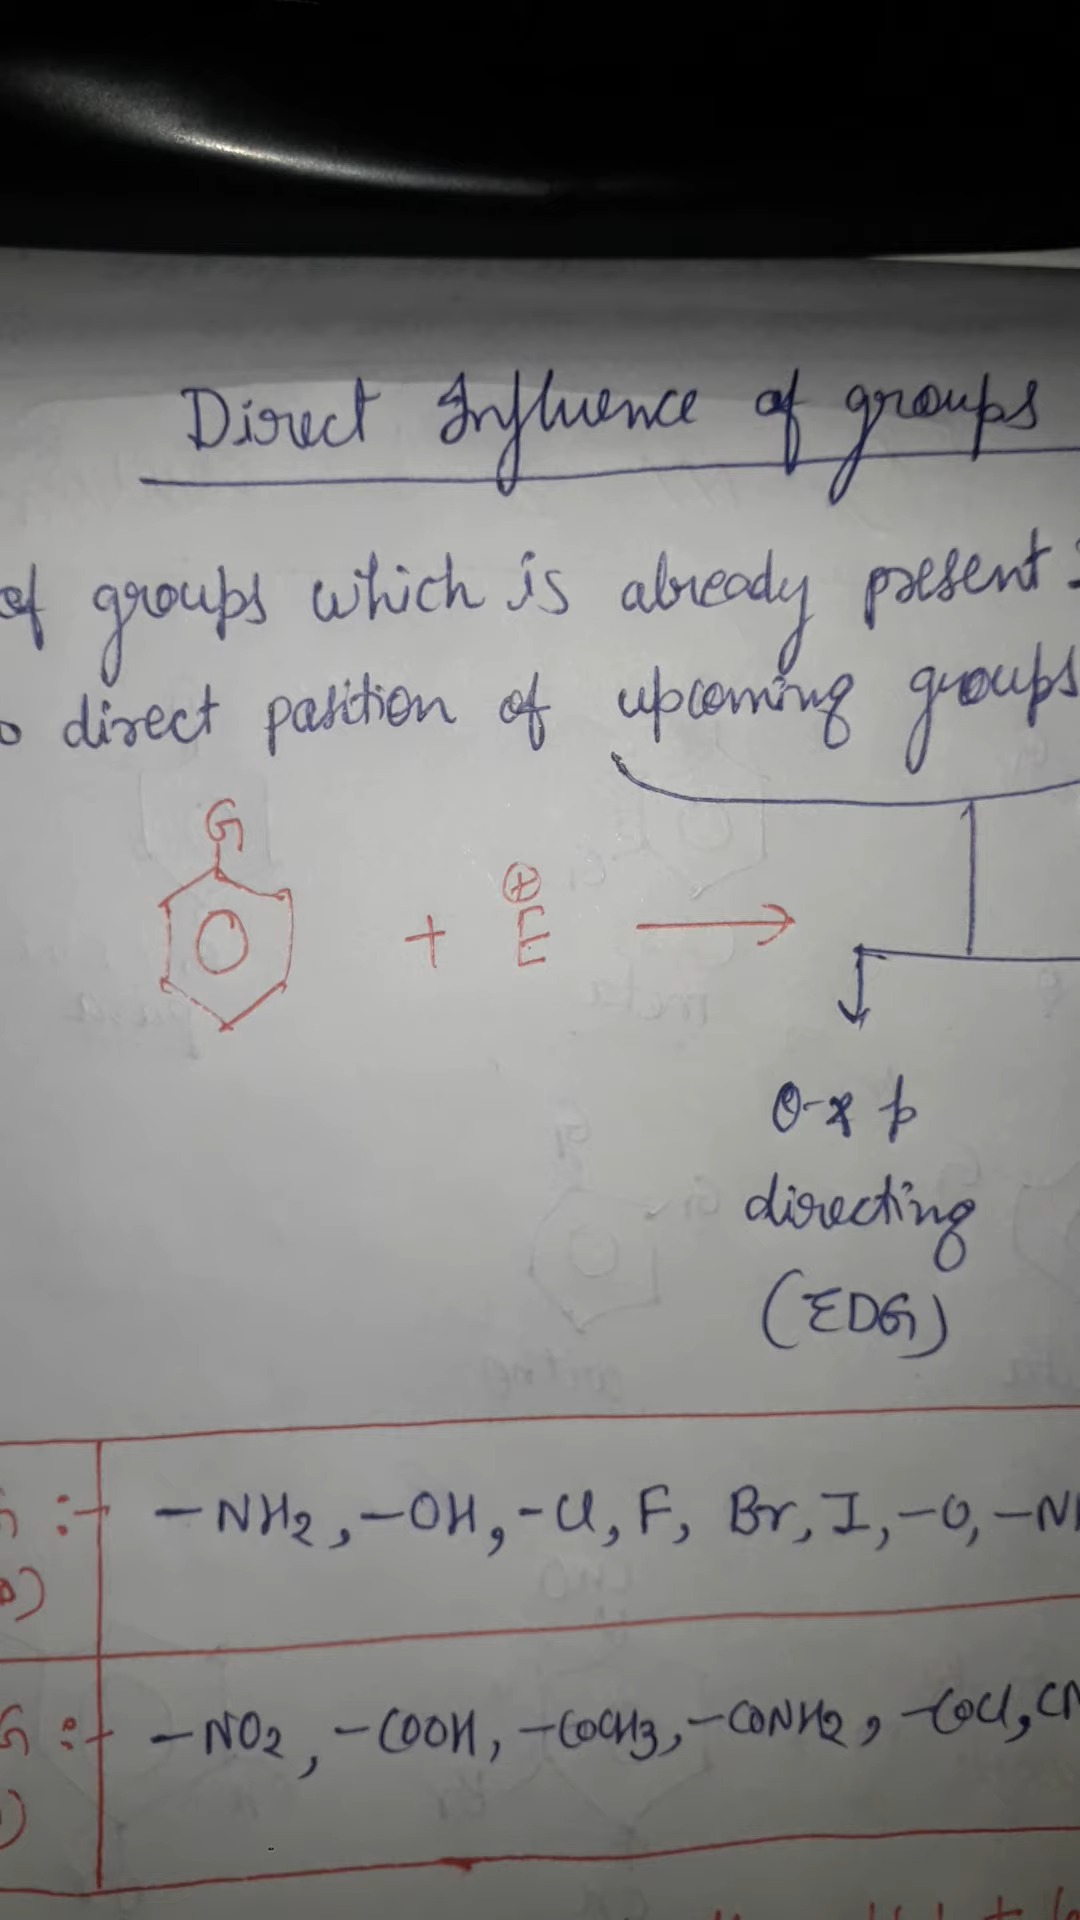 Direct Influence of groups
of groups which is already present
direct position of upcoming groups
G
+ E⊕ →
O- & p
directing
(EDG)
:- -NH2, -OH, -Cl, F, Br, I, -O,
G :- -NO2, -COOH, -COCH3, -CONH2, -COCl,